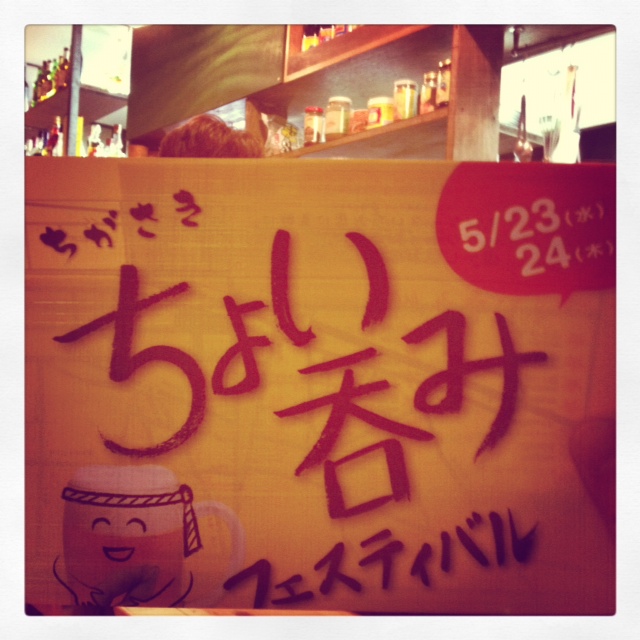 ちがさき
ちょい呑み
フェスティバル
5/23(水)
24(木)